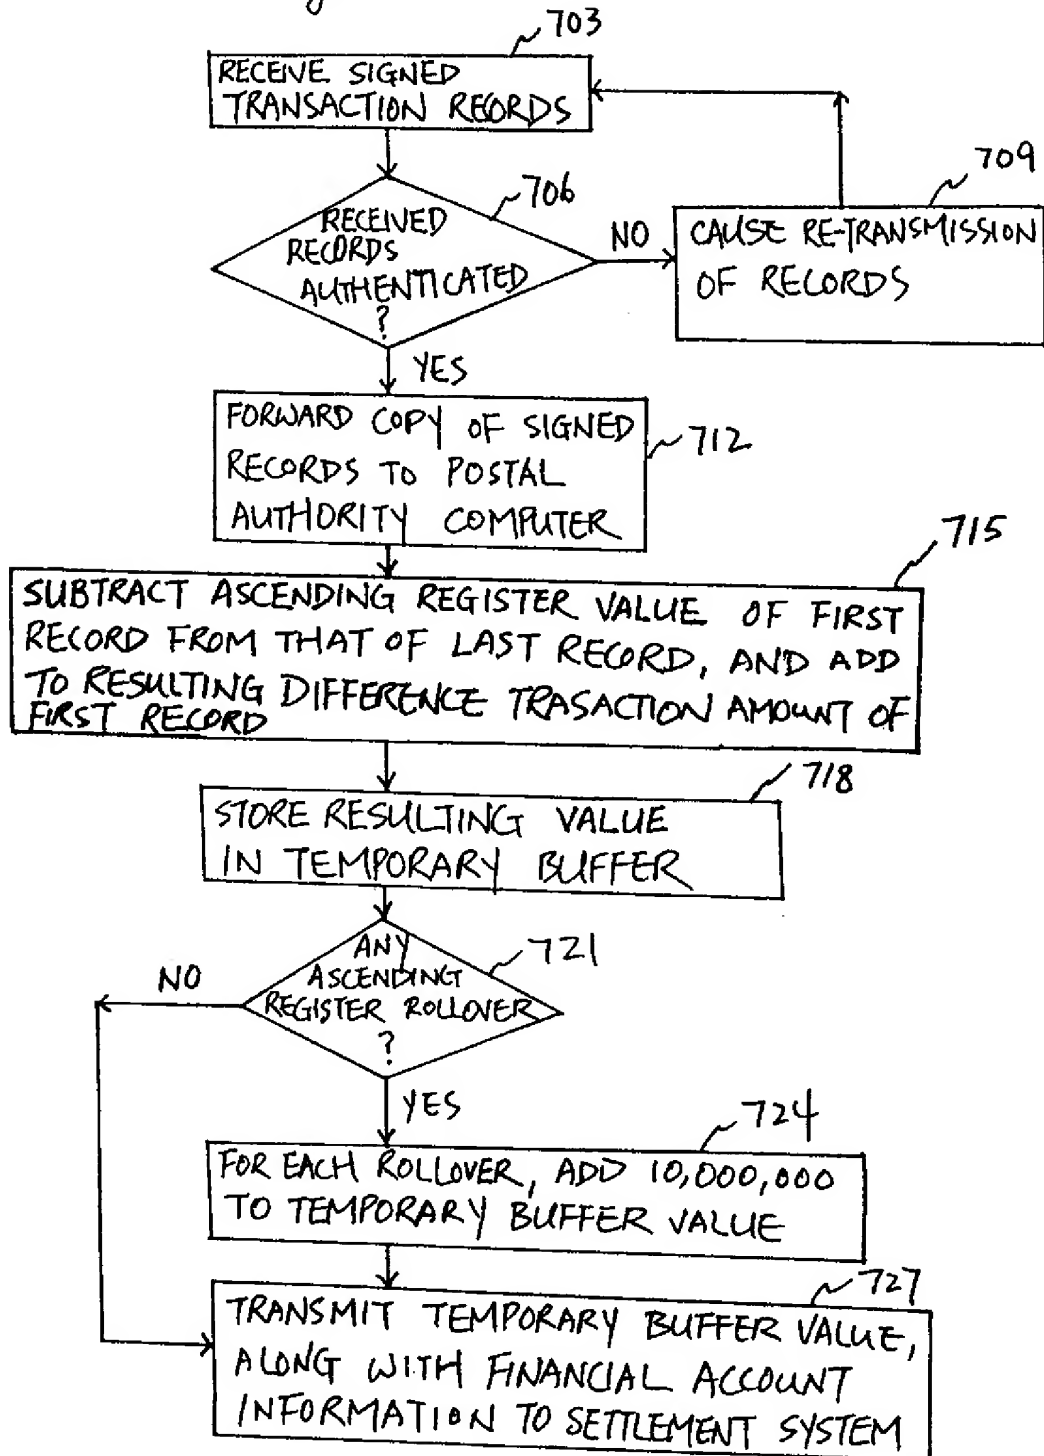 703
RECEIVE SIGNED
TRANSACTION RECORDS
706
RECEIVED
RECORDS
AUTHENTICATED
?
NO
709
CAUSE RE-TRANSMISSION
OF RECORDS
YES
FORWARD COPY OF SIGNED
RECORDS TO POSTAL
AUTHORITY COMPUTER
712
715
SUBTRACT ASCENDING REGISTER VALUE OF FIRST
RECORD FROM THAT OF LAST RECORD, AND ADD
TO RESULTING DIFFERENCE TRASACTION AMOUNT OF
FIRST RECORD
718
STORE RESULTING VALUE
IN TEMPORARY BUFFER
721
ANY
ASCENDING
REGISTER ROLLOVER
?
NO
YES
724
FOR EACH ROLLOVER, ADD 10,000,000
TO TEMPORARY BUFFER VALUE
727
TRANSMIT TEMPORARY BUFFER VALUE,
ALONG WITH FINANCIAL ACCOUNT
INFORMATION TO SETTLEMENT SYSTEM